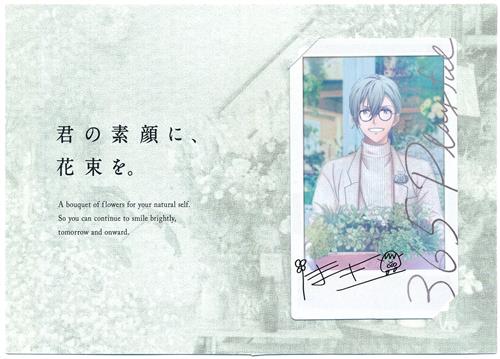 君の素顔に、
花束を。
A bouquet of flowers for your natural self.
So you can continue to smile brightly,
tomorrow and onward.
365